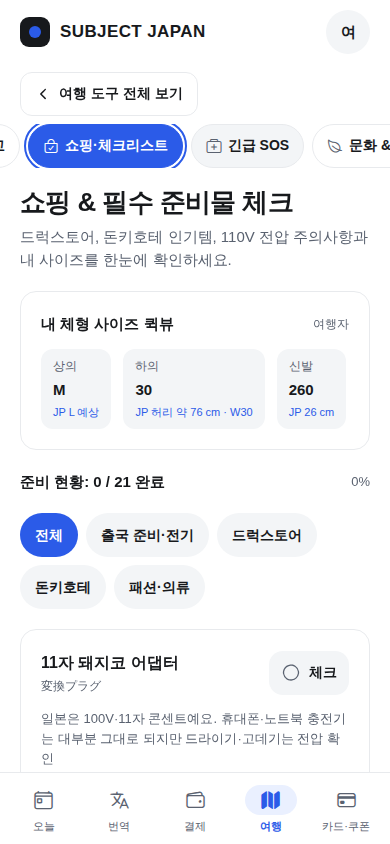 SUBJECT JAPAN
여
여행 도구 전체 보기
쇼핑·체크리스트
긴급 SOS
문화 &
쇼핑 & 필수 준비물 체크
드럭스토어, 돈키호테 인기템, 110V 전압 주의사항과
내 사이즈를 한눈에 확인하세요.
내 체형 사이즈 퀵뷰
여행자
상의
M
JP L 예상
하의
30
JP 허리 약 76 cm · W30
신발
260
JP 26 cm
준비 현황: 0 / 21 완료
0%
전체
출국 준비·전기
드럭스토어
돈키호테
패션·의류
11자 돼지코 어댑터
変換プラグ
체크
일본은 100V·11자 콘센트예요. 휴대폰·노트북 충전기
는 대부분 그대로 되지만 드라이기·고데기는 전압 확
인
오늘
번역
결제
여행
카드·쿠폰